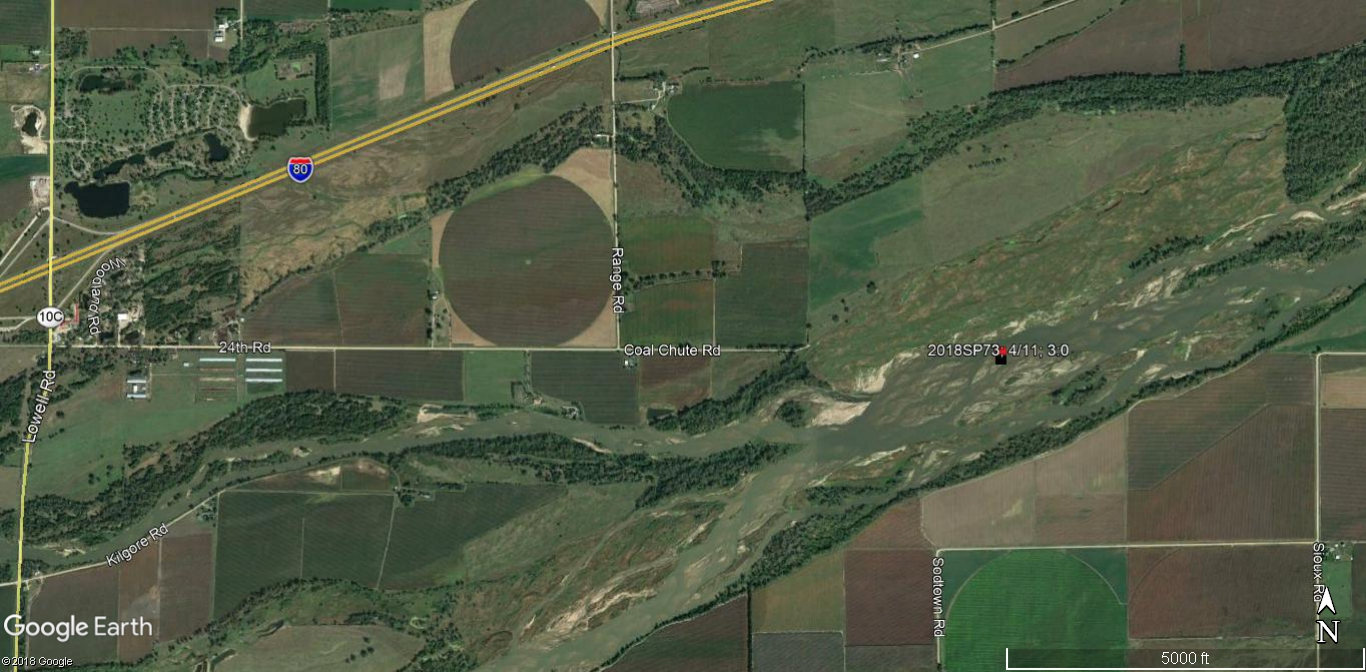 80
10C
Woodland Rd
Range Rd
24th Rd
Coal Chute Rd
2018SP73; 4/11; 3.0
Lowell Rd
Kilgore Rd
Sodtown Rd
Sioux Rd
N
Google Earth
© 2018 Google
5000 ft